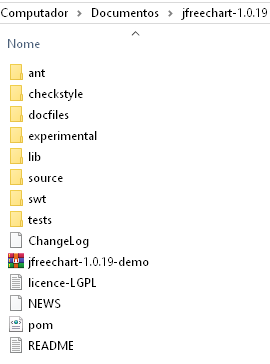 Computador > Documentos > jfreechart-1.0.19
Nome
ant
checkstyle
docfiles
experimental
lib
source
swt
tests
ChangeLog
jfreechart-1.0.19-demo
licence-LGPL
NEWS
pom
README